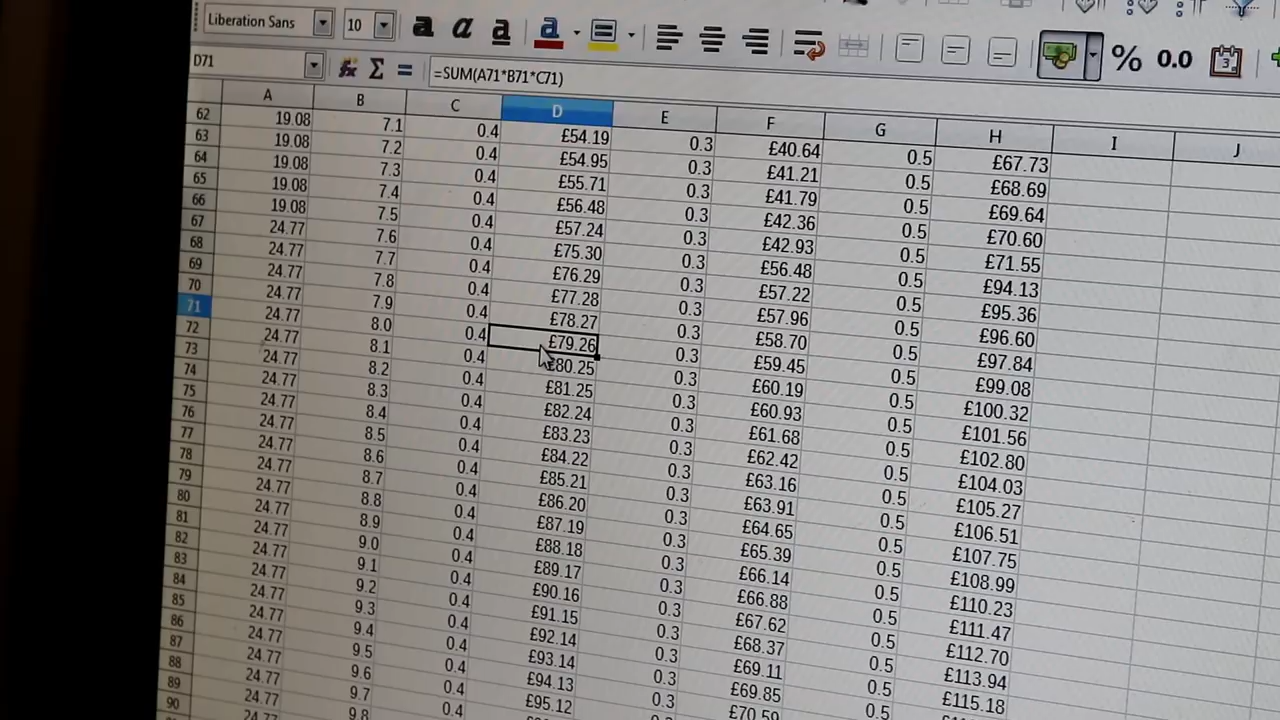 Liberation Sans 10 a a a a % 0.0 3
D71 =SUM(A71*B71*C71)
A B C D E F G H I J
62 19.08 7.1 0.4 £54.19 0.3 £40.64 0.5 £67.73
63 19.08 7.2 0.4 £54.95 0.3 £41.21 0.5 £68.69
64 19.08 7.3 0.4 £55.71 0.3 £41.79 0.5 £69.64
65 19.08 7.4 0.4 £56.48 0.3 £42.36 0.5 £70.60
66 19.08 7.5 0.4 £57.24 0.3 £42.93 0.5 £71.55
67 24.77 7.6 0.4 £75.30 0.3 £56.48 0.5 £94.13
68 24.77 7.7 0.4 £76.29 0.3 £57.22 0.5 £95.36
69 24.77 7.8 0.4 £77.28 0.3 £57.96 0.5 £96.60
70 24.77 7.9 0.4 £78.27 0.3 £58.70 0.5 £97.84
71 24.77 8.0 0.4 £79.26 0.3 £59.45 0.5 £99.08
72 24.77 8.1 0.4 £80.25 0.3 £60.19 0.5 £100.32
73 24.77 8.2 0.4 £81.25 0.3 £60.93 0.5 £101.56
74 24.77 8.3 0.4 £82.24 0.3 £61.68 0.5 £102.80
75 24.77 8.4 0.4 £83.23 0.3 £62.42 0.5 £104.03
76 24.77 8.5 0.4 £84.22 0.3 £63.16 0.5 £105.27
77 24.77 8.6 0.4 £85.21 0.3 £63.91 0.5 £106.51
78 24.77 8.7 0.4 £86.20 0.3 £64.65 0.5 £107.75
79 24.77 8.8 0.4 £87.19 0.3 £65.39 0.5 £108.99
80 24.77 8.9 0.4 £88.18 0.3 £66.14 0.5 £110.23
81 24.77 9.0 0.4 £89.17 0.3 £66.88 0.5 £111.47
82 24.77 9.1 0.4 £90.16 0.3 £67.62 0.5 £112.70
83 24.77 9.2 0.4 £91.15 0.3 £68.37 0.5 £113.94
84 24.77 9.3 0.4 £92.14 0.3 £69.11 0.5 £115.18
85 24.77 9.4 0.4 £93.14 0.3 £69.85 0.5
86 24.77 9.5 0.4 £94.13 0.3 £70.59
87 24.77 9.6 0.4 £95.12
88 24.77 9.7
89 24.77 9.8
90